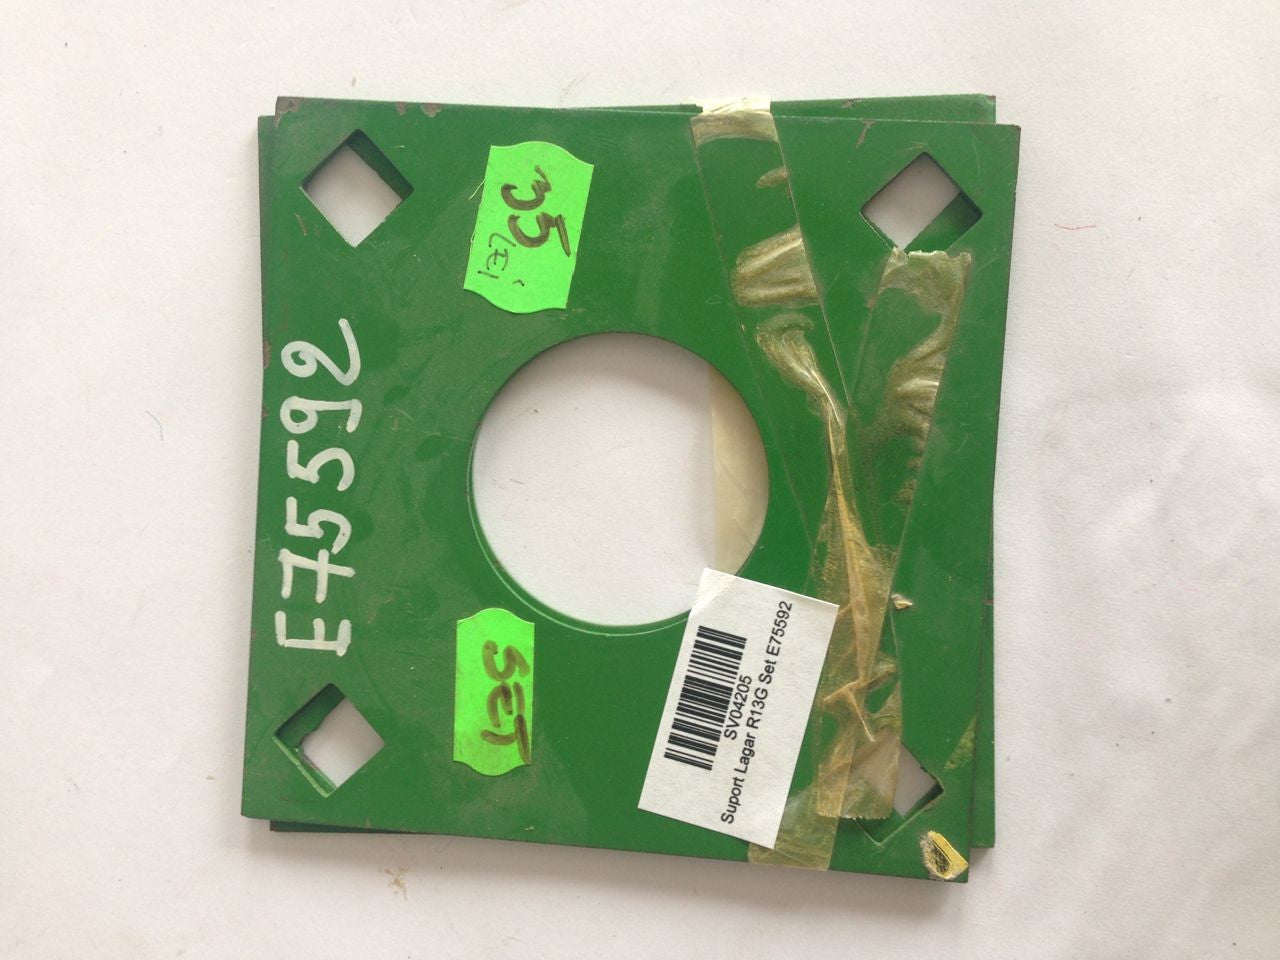 E75592
35
LEI
SET
SV04205
Suport Lagar R13G Set E75592